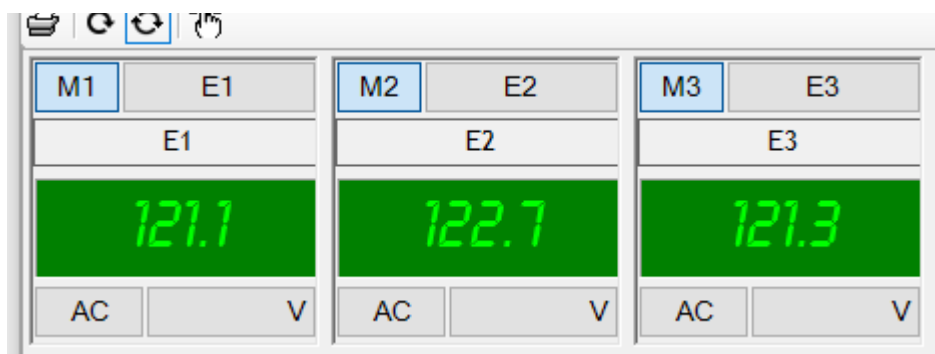 M1 E1 M2 E2 M3 E3
E1 E2 E3
121.1 122.7 121.3
AC V AC V AC V